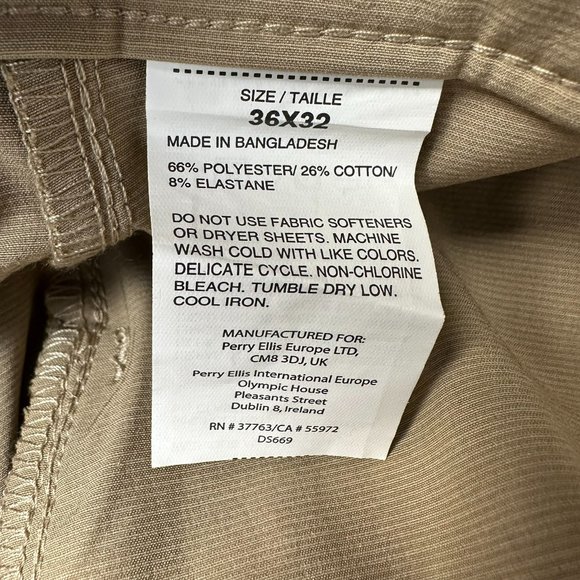 SIZE / TAILLE
36X32
MADE IN BANGLADESH
66% POLYESTER/ 26% COTTON/
8% ELASTANE
DO NOT USE FABRIC SOFTENERS
OR DRYER SHEETS. MACHINE
WASH COLD WITH LIKE COLORS.
DELICATE CYCLE. NON-CHLORINE
BLEACH. TUMBLE DRY LOW.
COOL IRON.
MANUFACTURED FOR:
Perry Ellis Europe LTD,
CM8 3DJ, UK
Perry Ellis International Europe
Olympic House
Pleasants Street
Dublin 8, Ireland
RN # 37763/CA # 55972
DS669